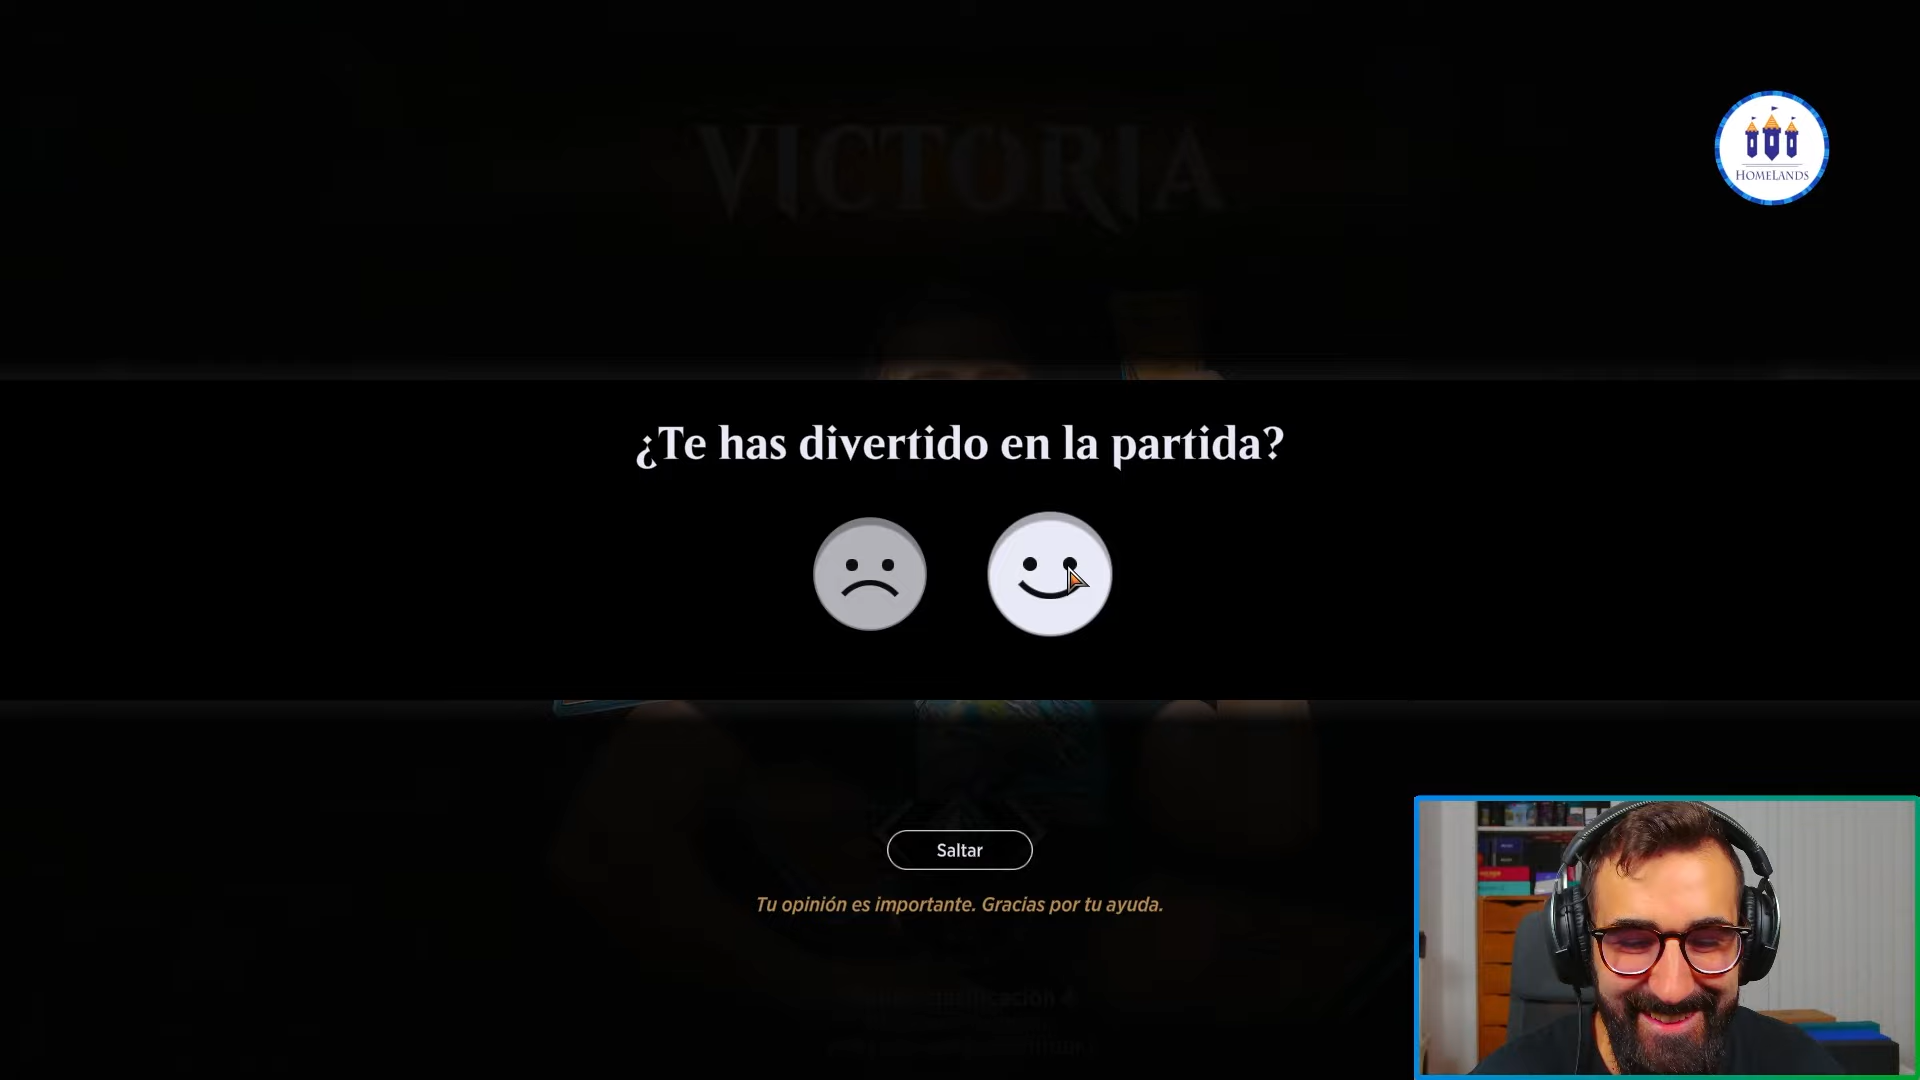 VICTORIA
HOMELANDS
¿Te has divertido en la partida?
Saltar
Tu opinión es importante. Gracias por tu ayuda.